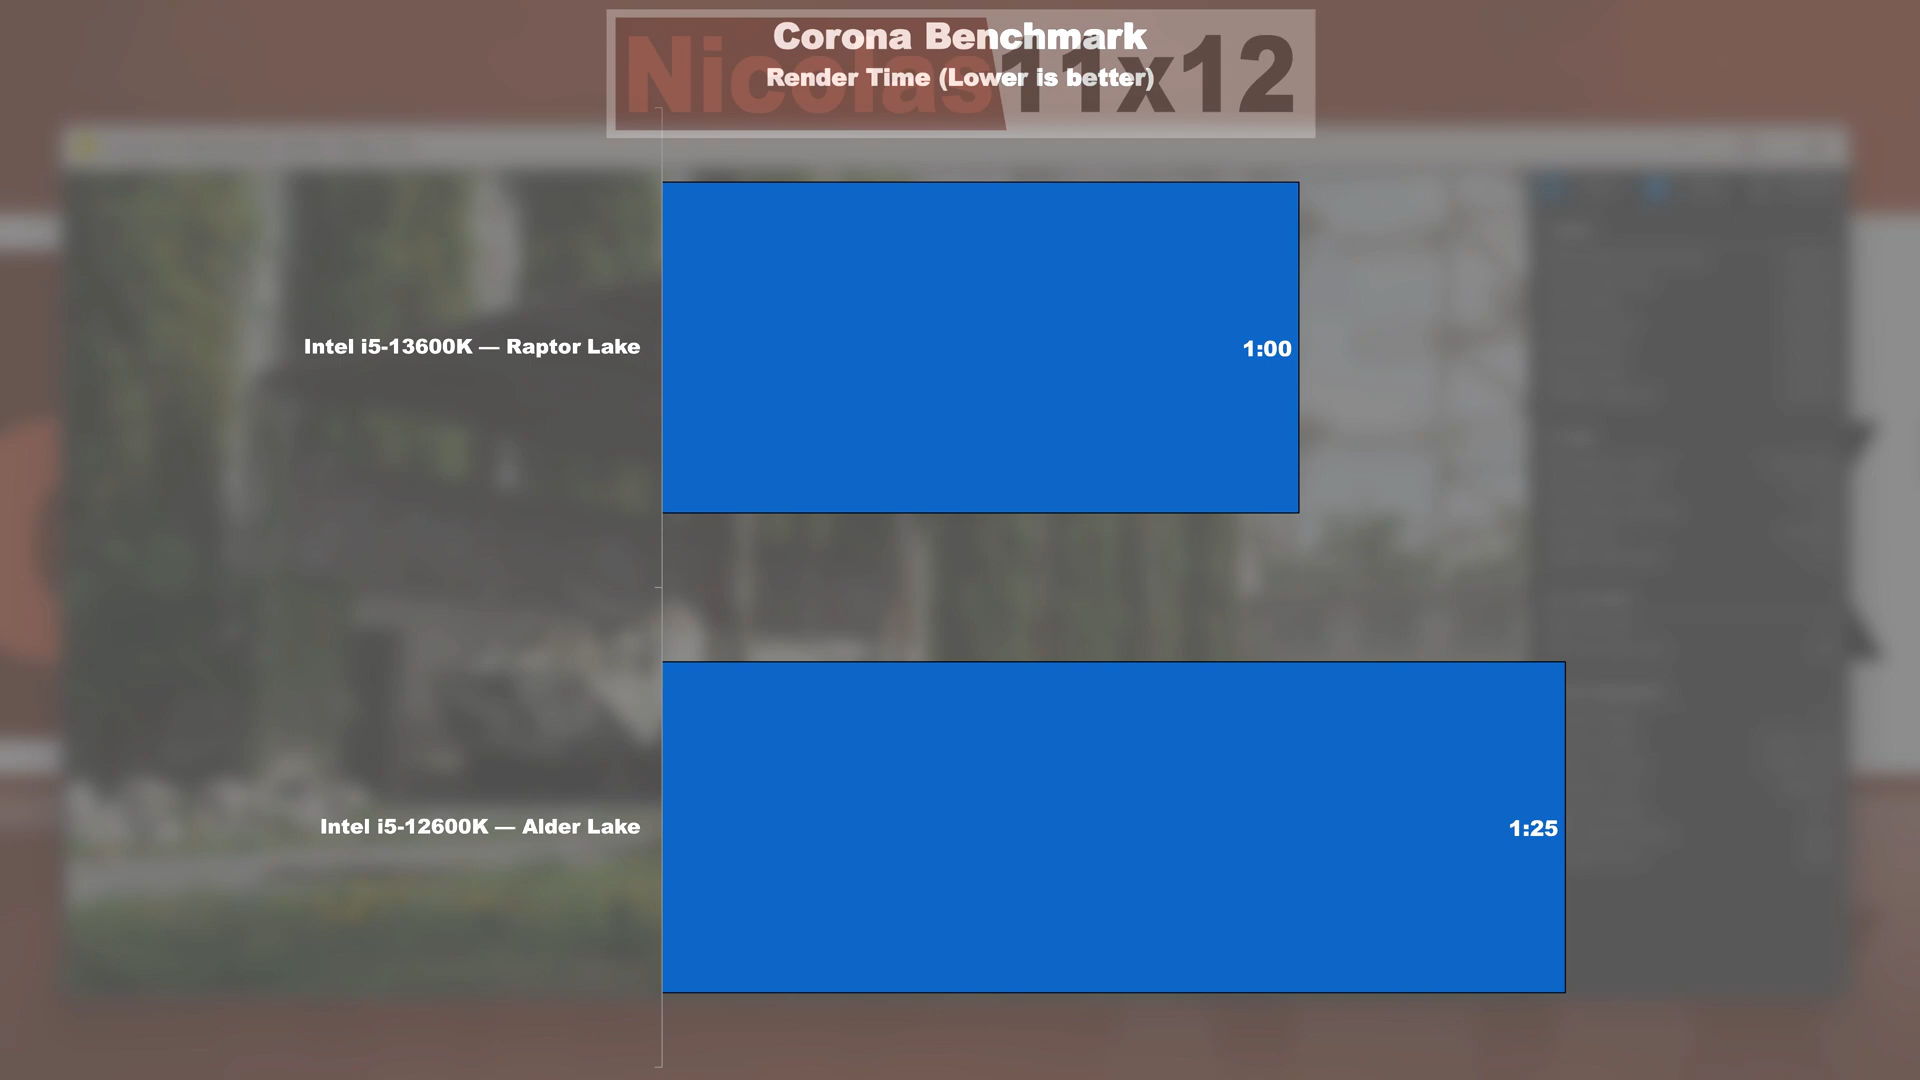 Corona Benchmark
Nicolas11x12
Render Time (Lower is better)
Intel i5-13600K — Raptor Lake
1:00
Intel i5-12600K — Alder Lake
1:25